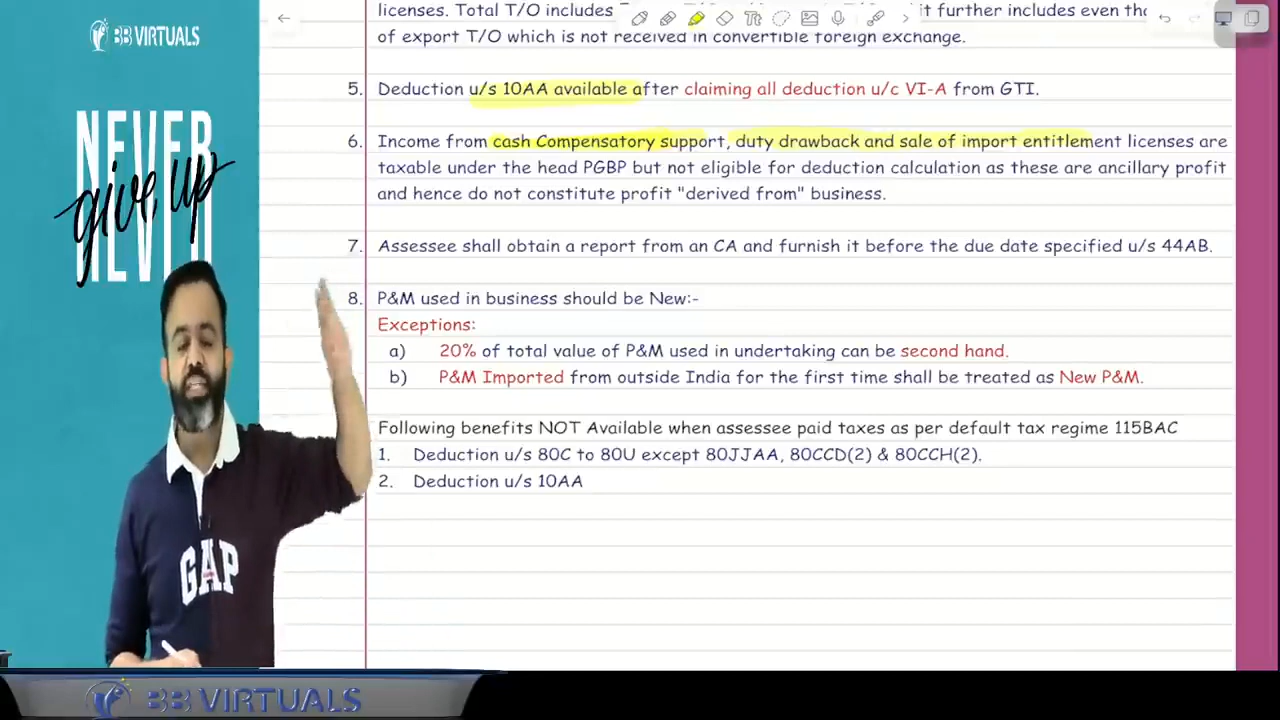 BB VIRTUALS
NEVER
give up
NEVER
GAP
licenses. Total T/O includes
it further includes even
of export T/O which is not received in convertible foreign exchange.
5. Deduction u/s 10AA available after claiming all deduction u/c VI-A from GTI.
6. Income from cash Compensatory support, duty drawback and sale of import entitlement licenses are
taxable under the head PGBP but not eligible for deduction calculation as these are ancillary profit
and hence do not constitute profit "derived from" business.
7. Assessee shall obtain a report from an CA and furnish it before the due date specified u/s 44AB.
8. P&M used in business should be New:-
Exceptions:
a) 20% of total value of P&M used in undertaking can be second hand.
b) P&M Imported from outside India for the first time shall be treated as New P&M.
Following benefits NOT Available when assessee paid taxes as per default tax regime 115BAC
1. Deduction u/s 80C to 80U except 80JJAA, 80CCD(2) & 80CCH(2).
2. Deduction u/s 10AA
BB VIRTUALS